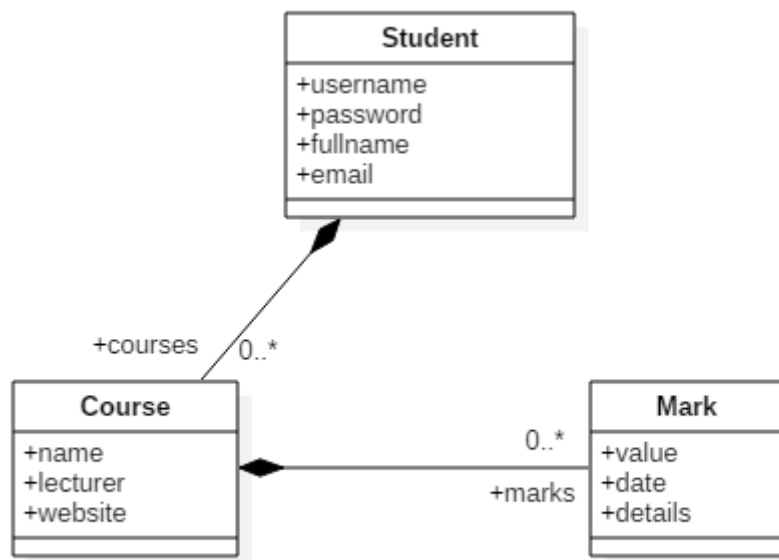 Student
+username
+password
+fullname
+email
+courses
0..*
Course
+name
+lecturer
+website
0..*
+marks
Mark
+value
+date
+details